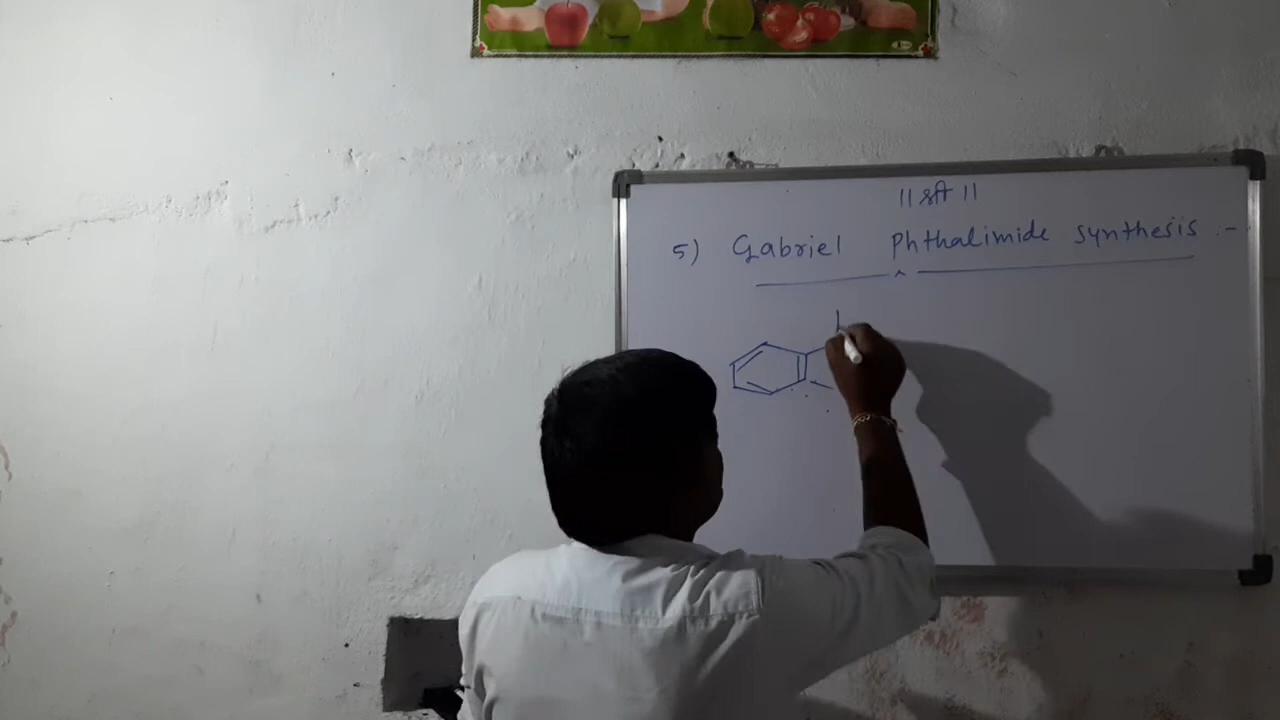 ॥ श्री ॥
5) Gabriel Phthalimide synthesis :-